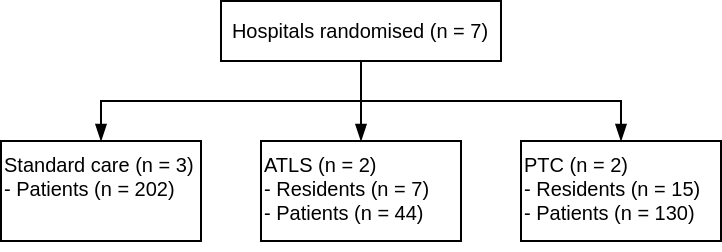 Hospitals randomised (n = 7)
Standard care (n = 3)
- Patients (n = 202)
ATLS (n = 2)
- Residents (n = 7)
- Patients (n = 44)
PTC (n = 2)
- Residents (n = 15)
- Patients (n = 130)